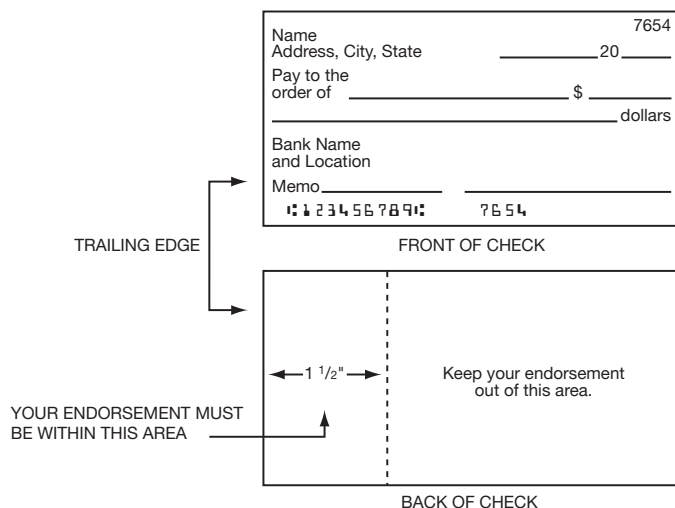 7654
Name
Address, City, State 20
Pay to the
order of $
dollars
Bank Name
and Location
Memo
⑆123456789⑆ 7654
TRAILING EDGE
FRONT OF CHECK
1 1/2"
Keep your endorsement
out of this area.
YOUR ENDORSEMENT MUST
BE WITHIN THIS AREA
BACK OF CHECK